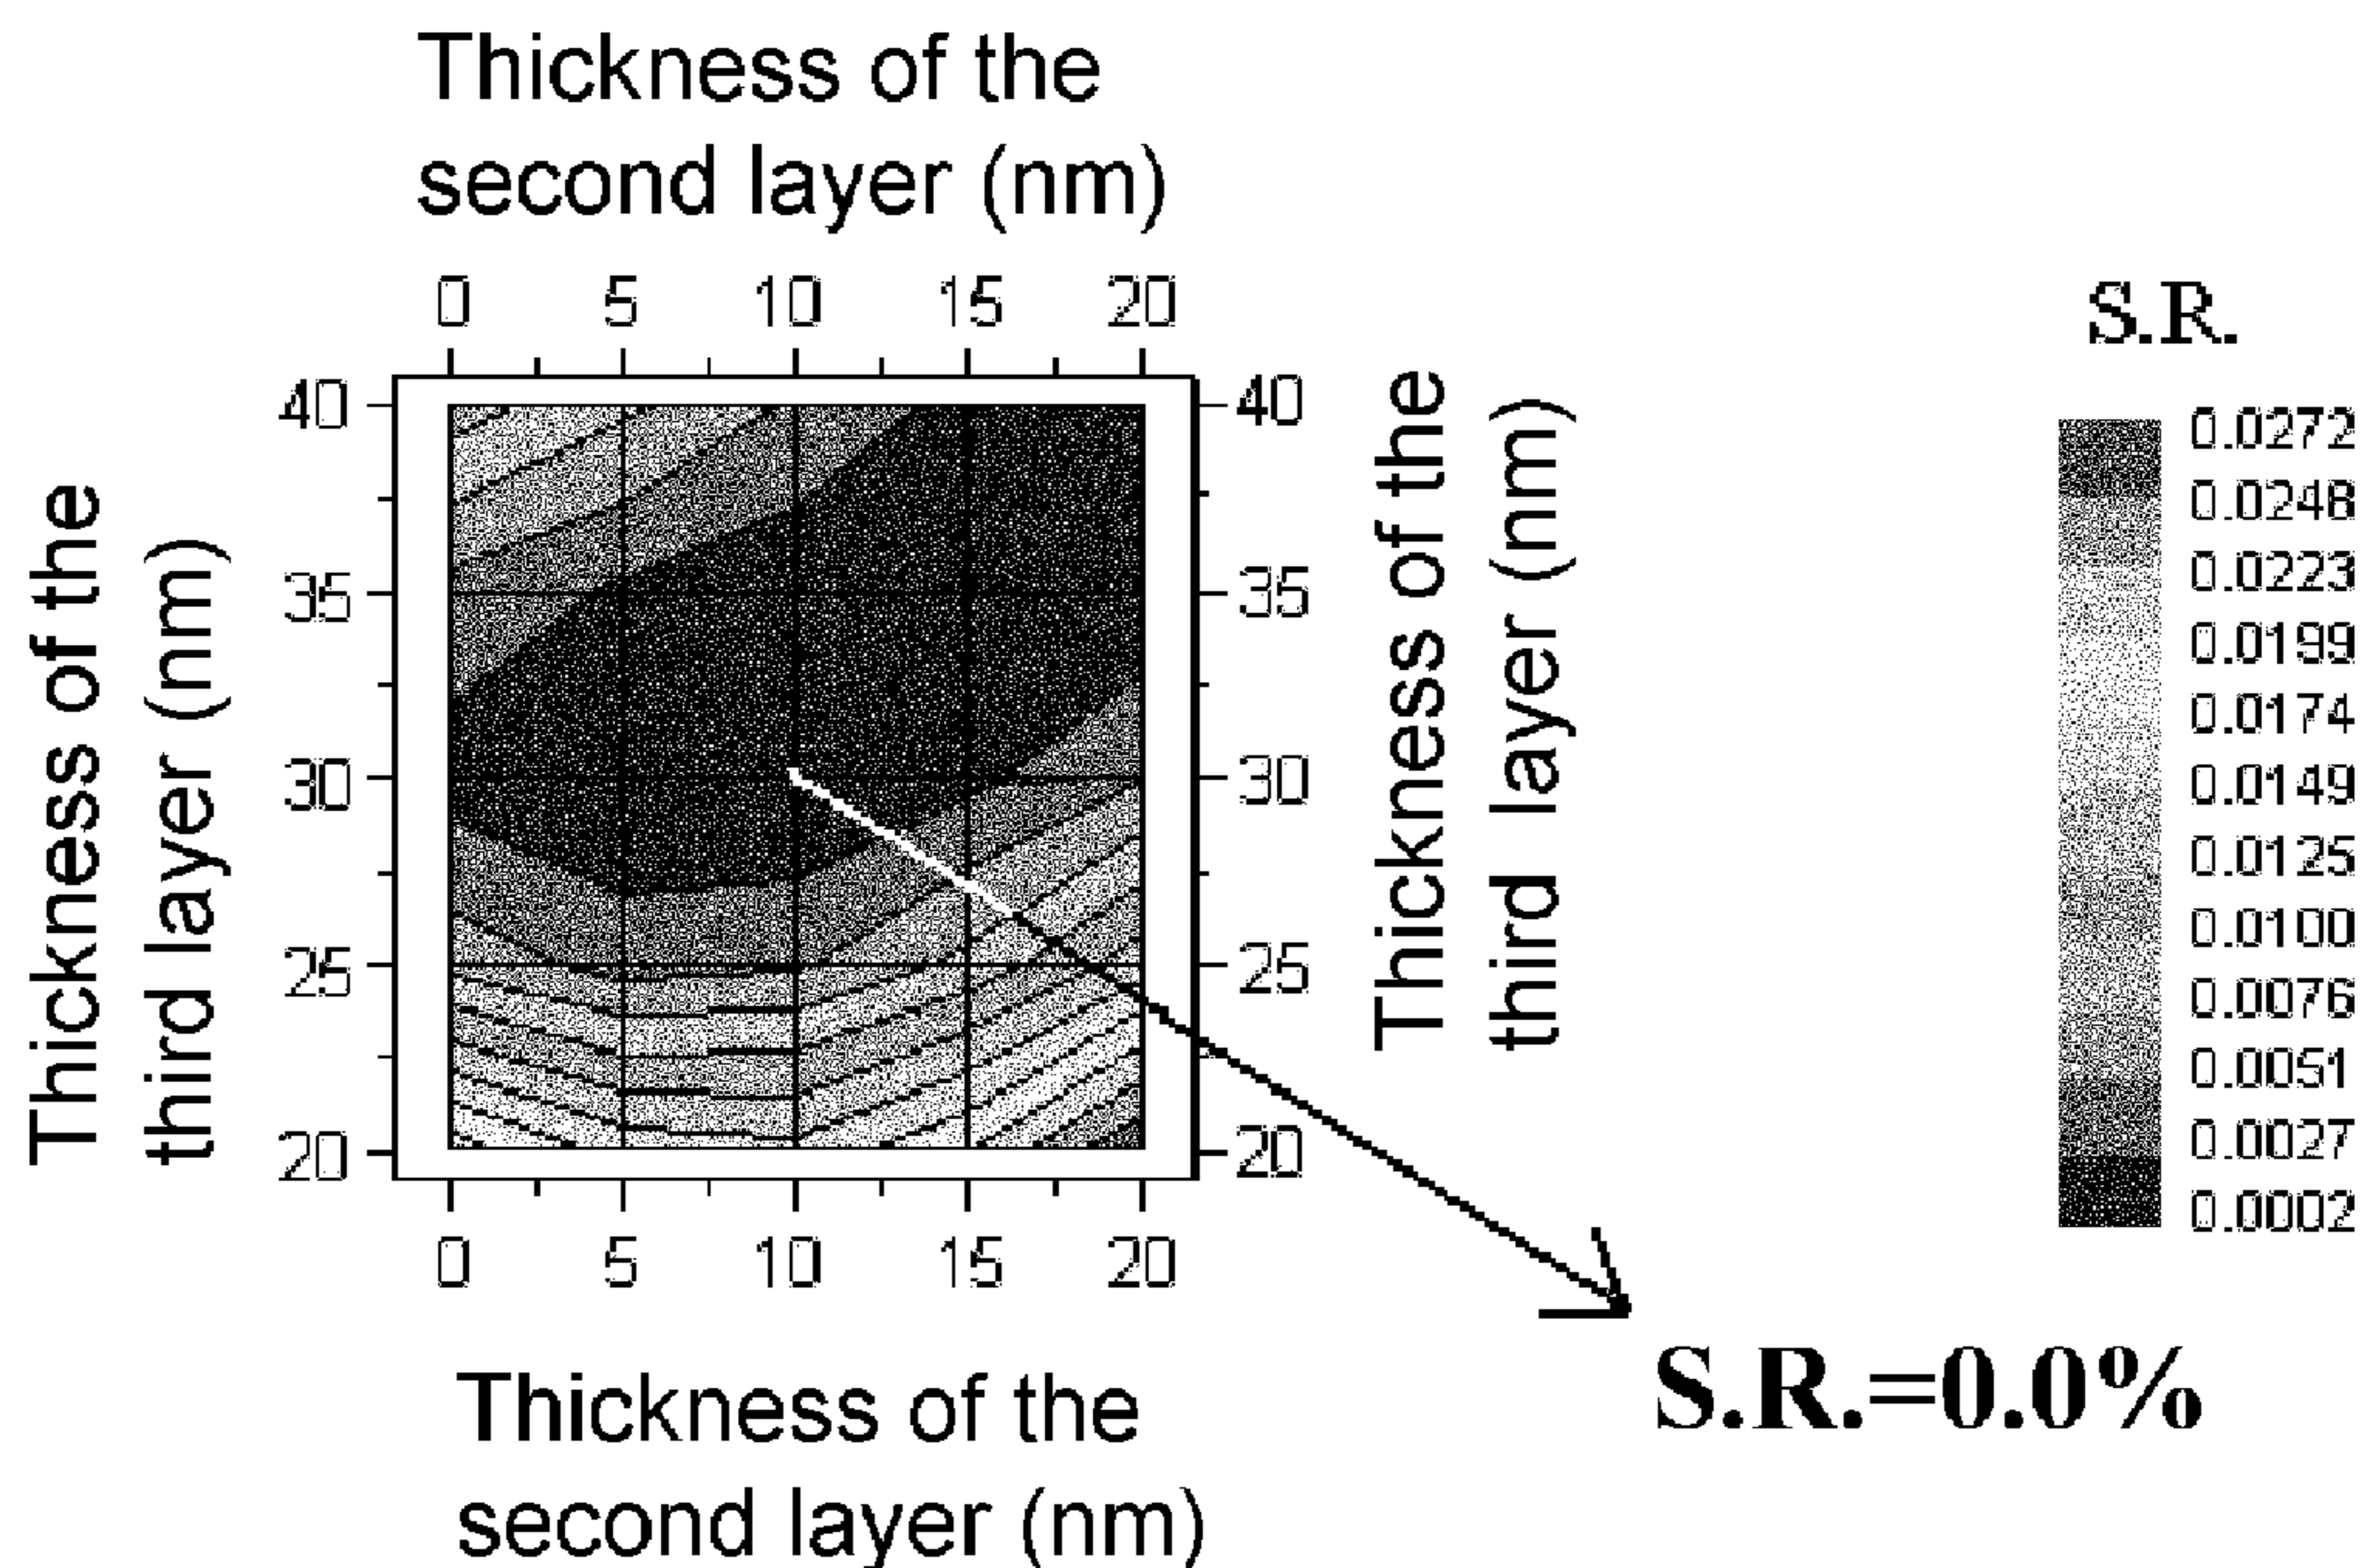 Thickness of the
second layer (nm)
0 5 10 15 20
S.R.
40
35
30
25
20
Thickness of the
third layer (nm)
40
35
30
25
20
Thickness of the
third layer (nm)
0.0272
0.0248
0.0223
0.0199
0.0174
0.0149
0.0125
0.0100
0.0076
0.0051
0.0027
0.0002
0 5 10 15 20
S.R.=0.0%
Thickness of the
second layer (nm)